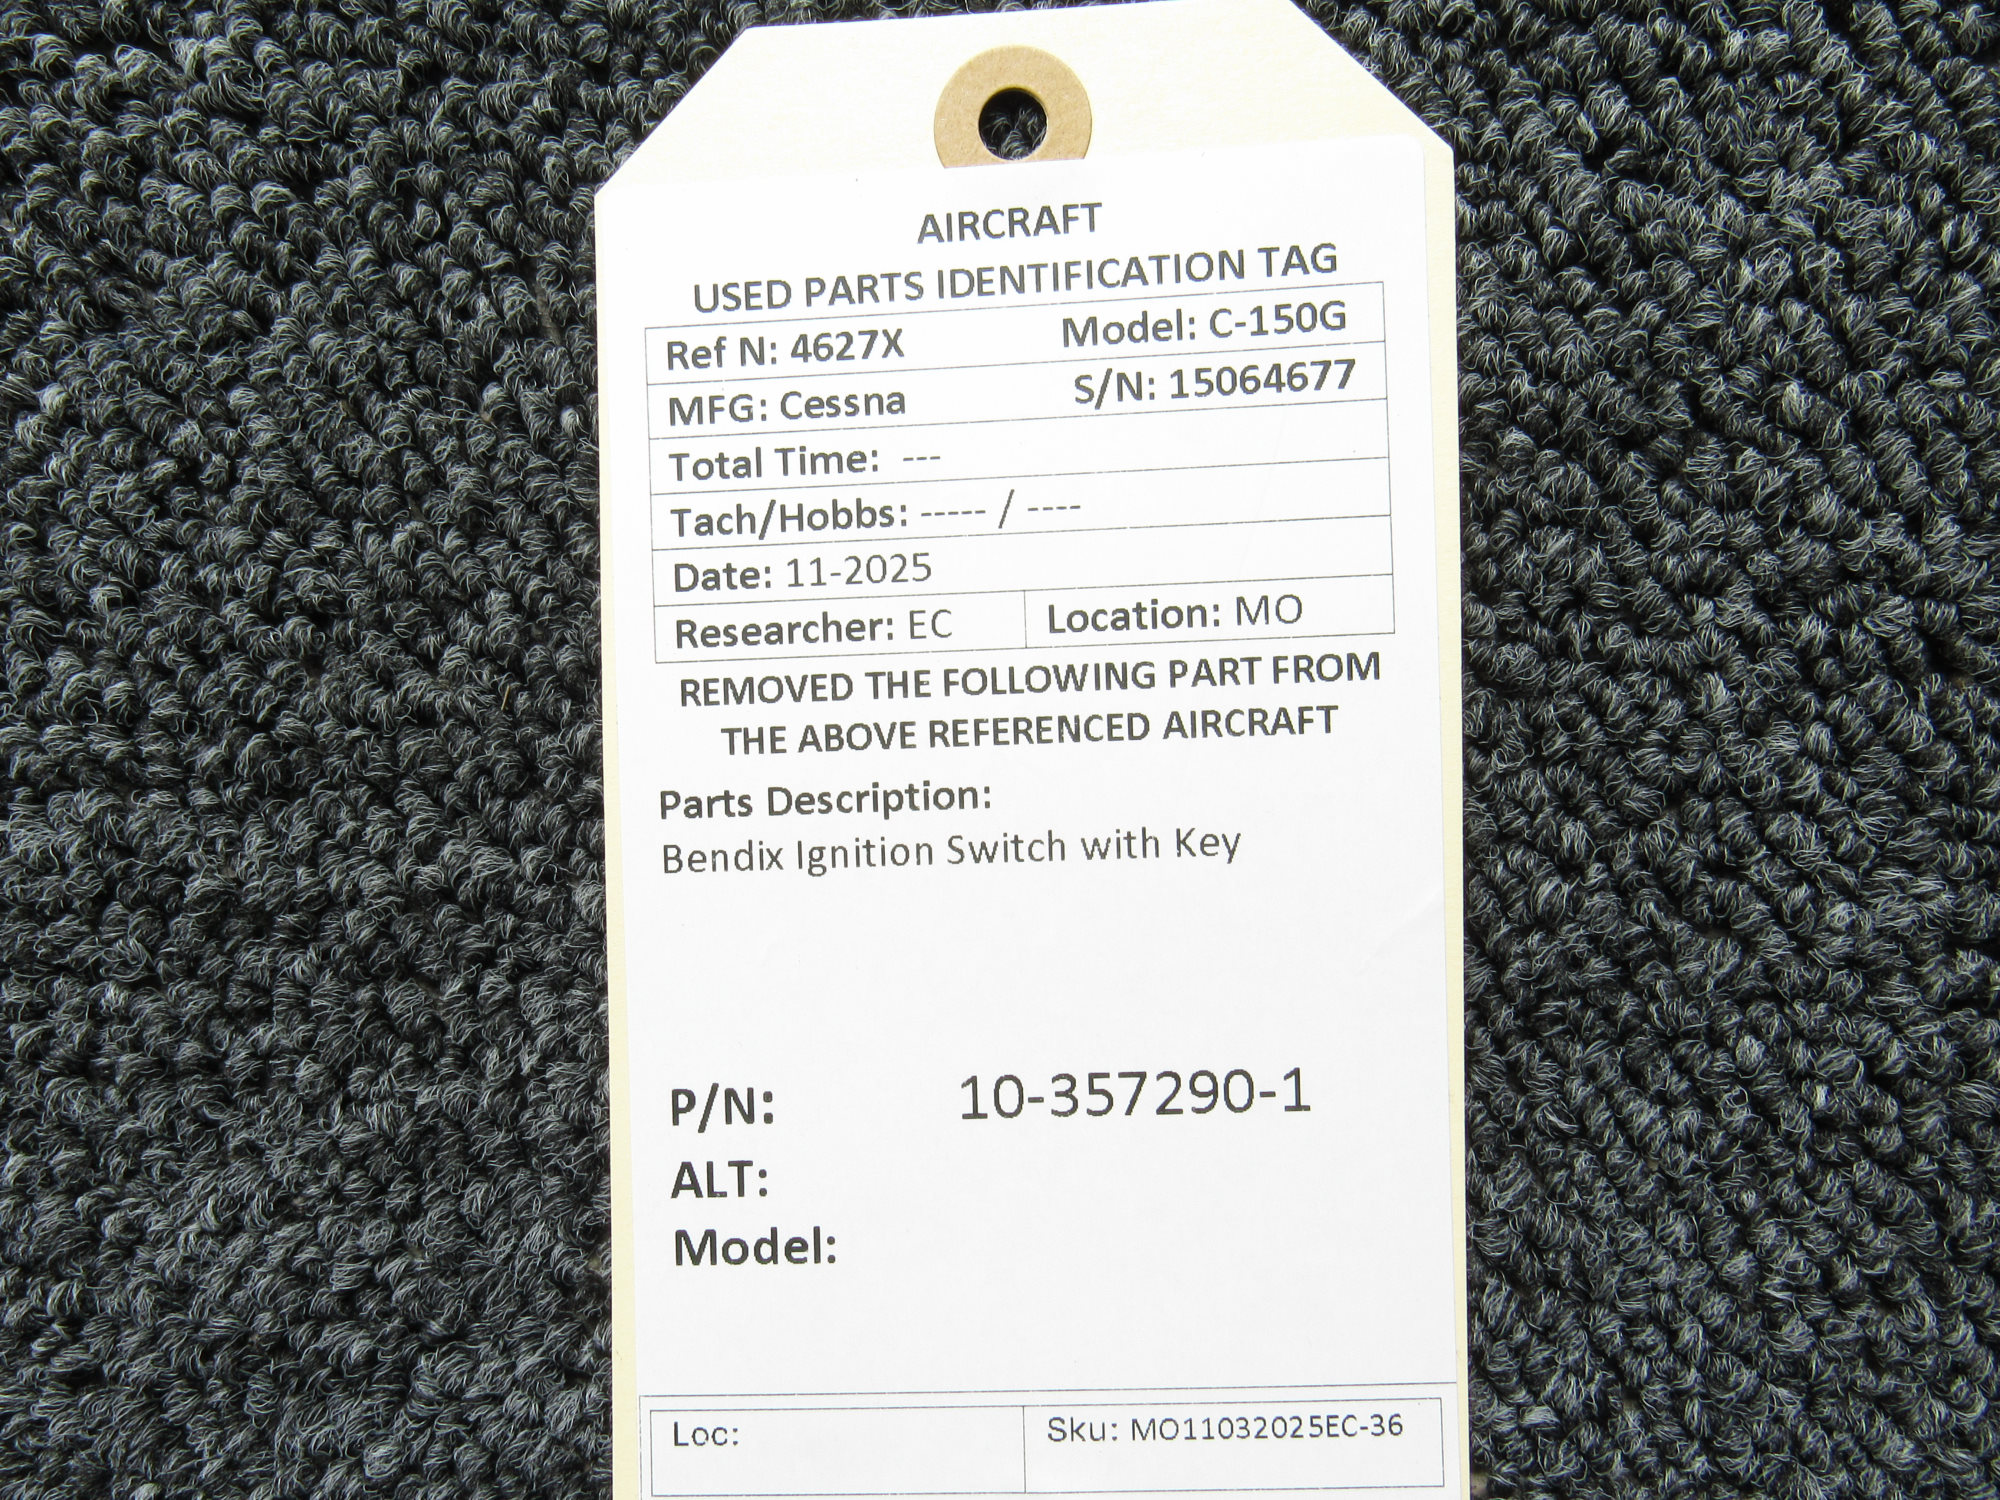 AIRCRAFT
USED PARTS IDENTIFICATION TAG
Ref N: 4627X Model: C-150G
MFG: Cessna S/N: 15064677
Total Time: ---
Tach/Hobbs: ----- / ----
Date: 11-2025
Researcher: EC Location: MO
REMOVED THE FOLLOWING PART FROM
THE ABOVE REFERENCED AIRCRAFT
Parts Description:
Bendix Ignition Switch with Key
P/N: 10-357290-1
ALT:
Model:
Loc: Sku: MO11032025EC-36